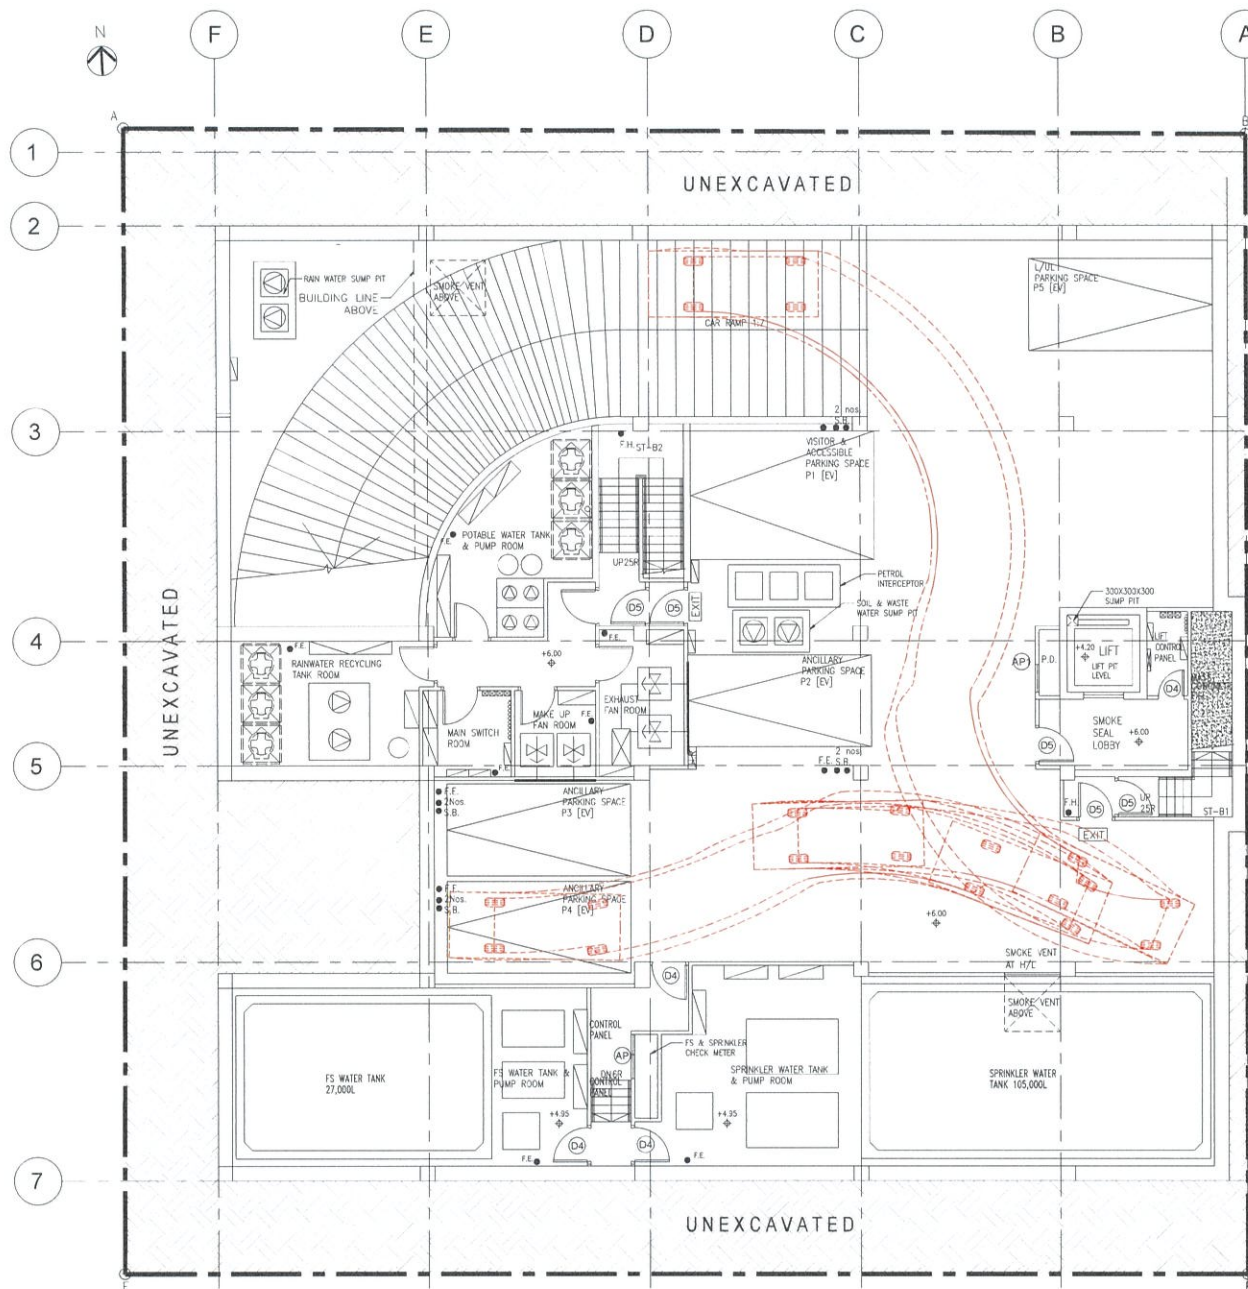 N
F
E
D
C
B
A
A
B
1
UNEXCAVATED
2
RAIN WATER SUMP PIT
BUILDING LINE
ABOVE
SMOKE VENT
ABOVE
L/UL
PARKING SPACE
P5 [EV]
CAR RAMP 1:7
3
2 nos.
S.B.
F.H.
ST-B2
VISITOR &
ACCESSIBLE
PARKING SPACE
P1 [EV]
F.E.
POTABLE WATER TANK
& PUMP ROOM
UP25R
PETROL
INTERCEPTOR
D5
D5
EXIT
SOIL & WASTE
WATER SUMP PIT
300X300X300
SUMP PIT
UNEXCAVATED
4
F.E.
F.E.
RAINWATER RECYCLING
TANK ROOM
+6.00
ANCILLARY
PARKING SPACE
P2 [EV]
AP
P.D.
+4.20
LIFT
LIFT PIT
LEVEL
LIFT
CONTROL
PANEL
D4
MAIN SWITCH
ROOM
MAKE UP
FAN ROOM
F.E.
EXHAUST
FAN ROOM
SMOKE
SEAL
LOBBY
+6.00
D5
5
F.E.
2 nos.
F.E. S.B.
F.E.
2Nos.
S.B.
ANCILLARY
PARKING SPACE
P3 [EV]
F.H.
D5
D5
UP
25R
ST-B1
EXIT
F.E.
2Nos.
S.B.
ANCILLARY
PARKING SPACE
P4 [EV]
+6.00
6
D4
SMOKE VENT
AT H/L
SMOKE VENT
ABOVE
CONTROL
PANEL
FS & SPRINKLER
CHECK METER
AP
FS WATER TANK
27,000L
FS WATER TANK &
PUMP ROOM
DN6R
CONTROL
PANEL
SPRINKLER WATER TANK
& PUMP ROOM
SPRINKLER WATER
TANK 105,000L
+4.95
+4.35
D4
D4
F.E.
F.E.
7
UNEXCAVATED